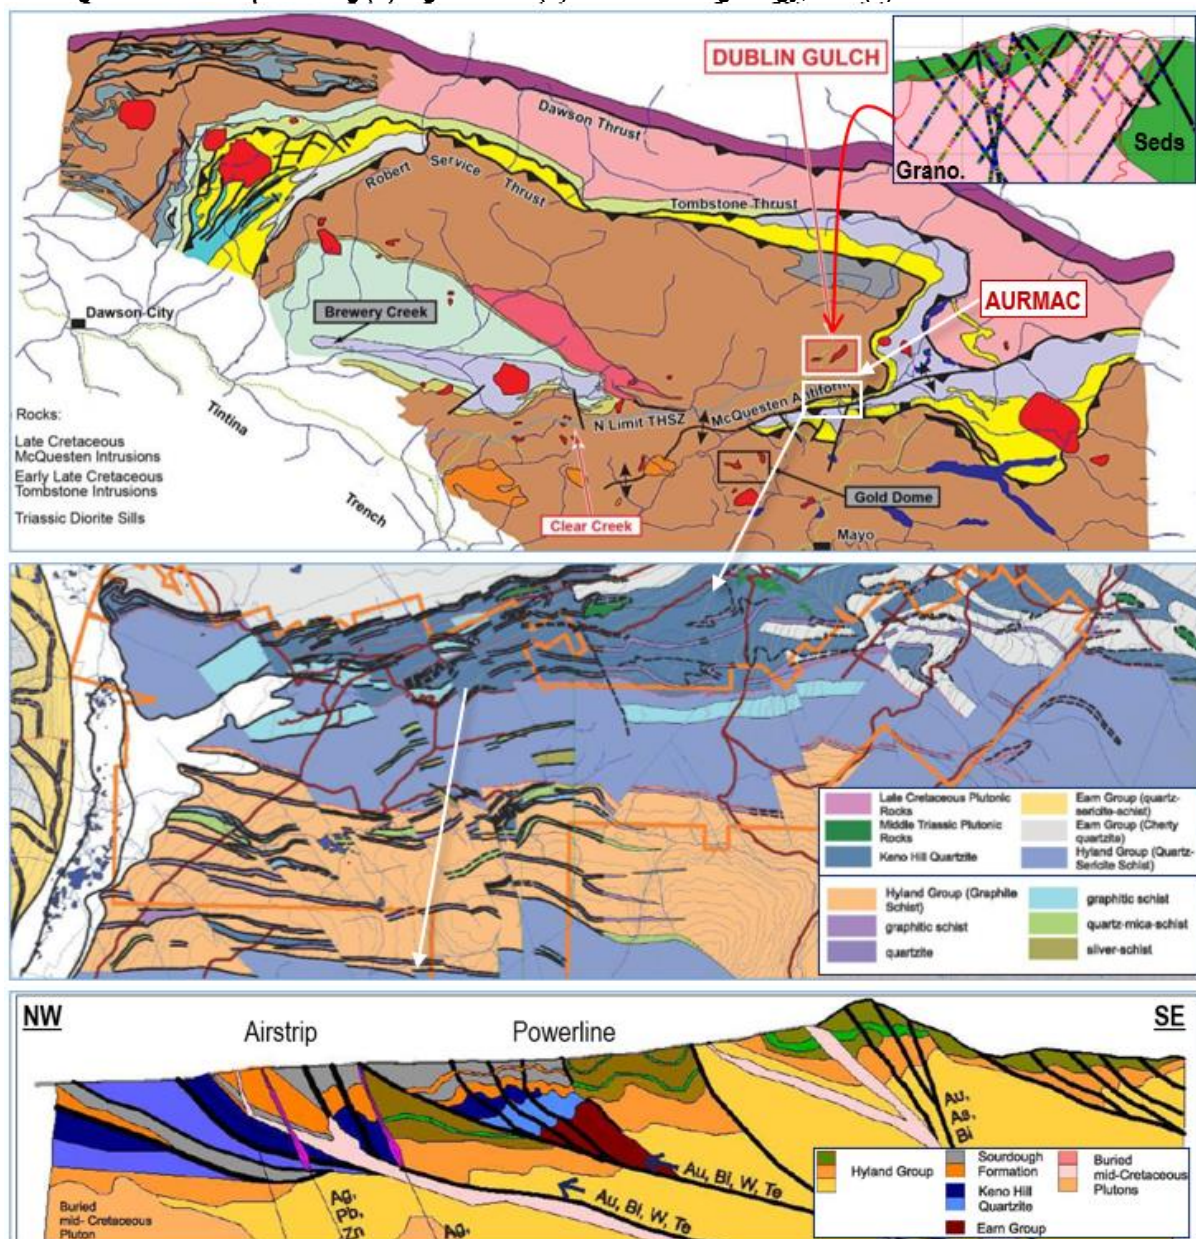 DUBLIN GULCH
Seds
Grano.
Dawson Thrust
Robert Service Thrust
Tombstone Thrust
AURMAC
Dawson City
Brewery Creek
McQuesten Antiform
N Limit THSZ
Tintina
Trench
Rocks:
Late Cretaceous
McQuesten Intrusions
Early Late Cretaceous
Tombstone Intrusions
Triassic Diorite Sills
Gold Dome
Clear Creek
Mayo
Late Cretaceous Plutonic
Rocks
Middle Triassic Plutonic
Rocks
Keno Hill Quartzite
Earn Group (quartz-
sericite-schist)
Earn Group (Cherty
quartzite)
Hyland Group (Quartz-
Sericite Schist)
Hyland Group (Graphite
Schist)
graphitic schist
quartzite
graphitic schist
quartz-mica-schist
silver-schist
NW
Airstrip
Powerline
SE
Au,
As,
Bi
Au, Bi, W, Te
Au, Bi, W, Te
Buried
mid- Cretaceous
Pluton
Ag,
Pb,
Zn
Ag,
Hyland Group
Sourdough
Formation
Keno Hill
Quartzite
Earn Group
Buried
mid-Cretaceous
Plutons